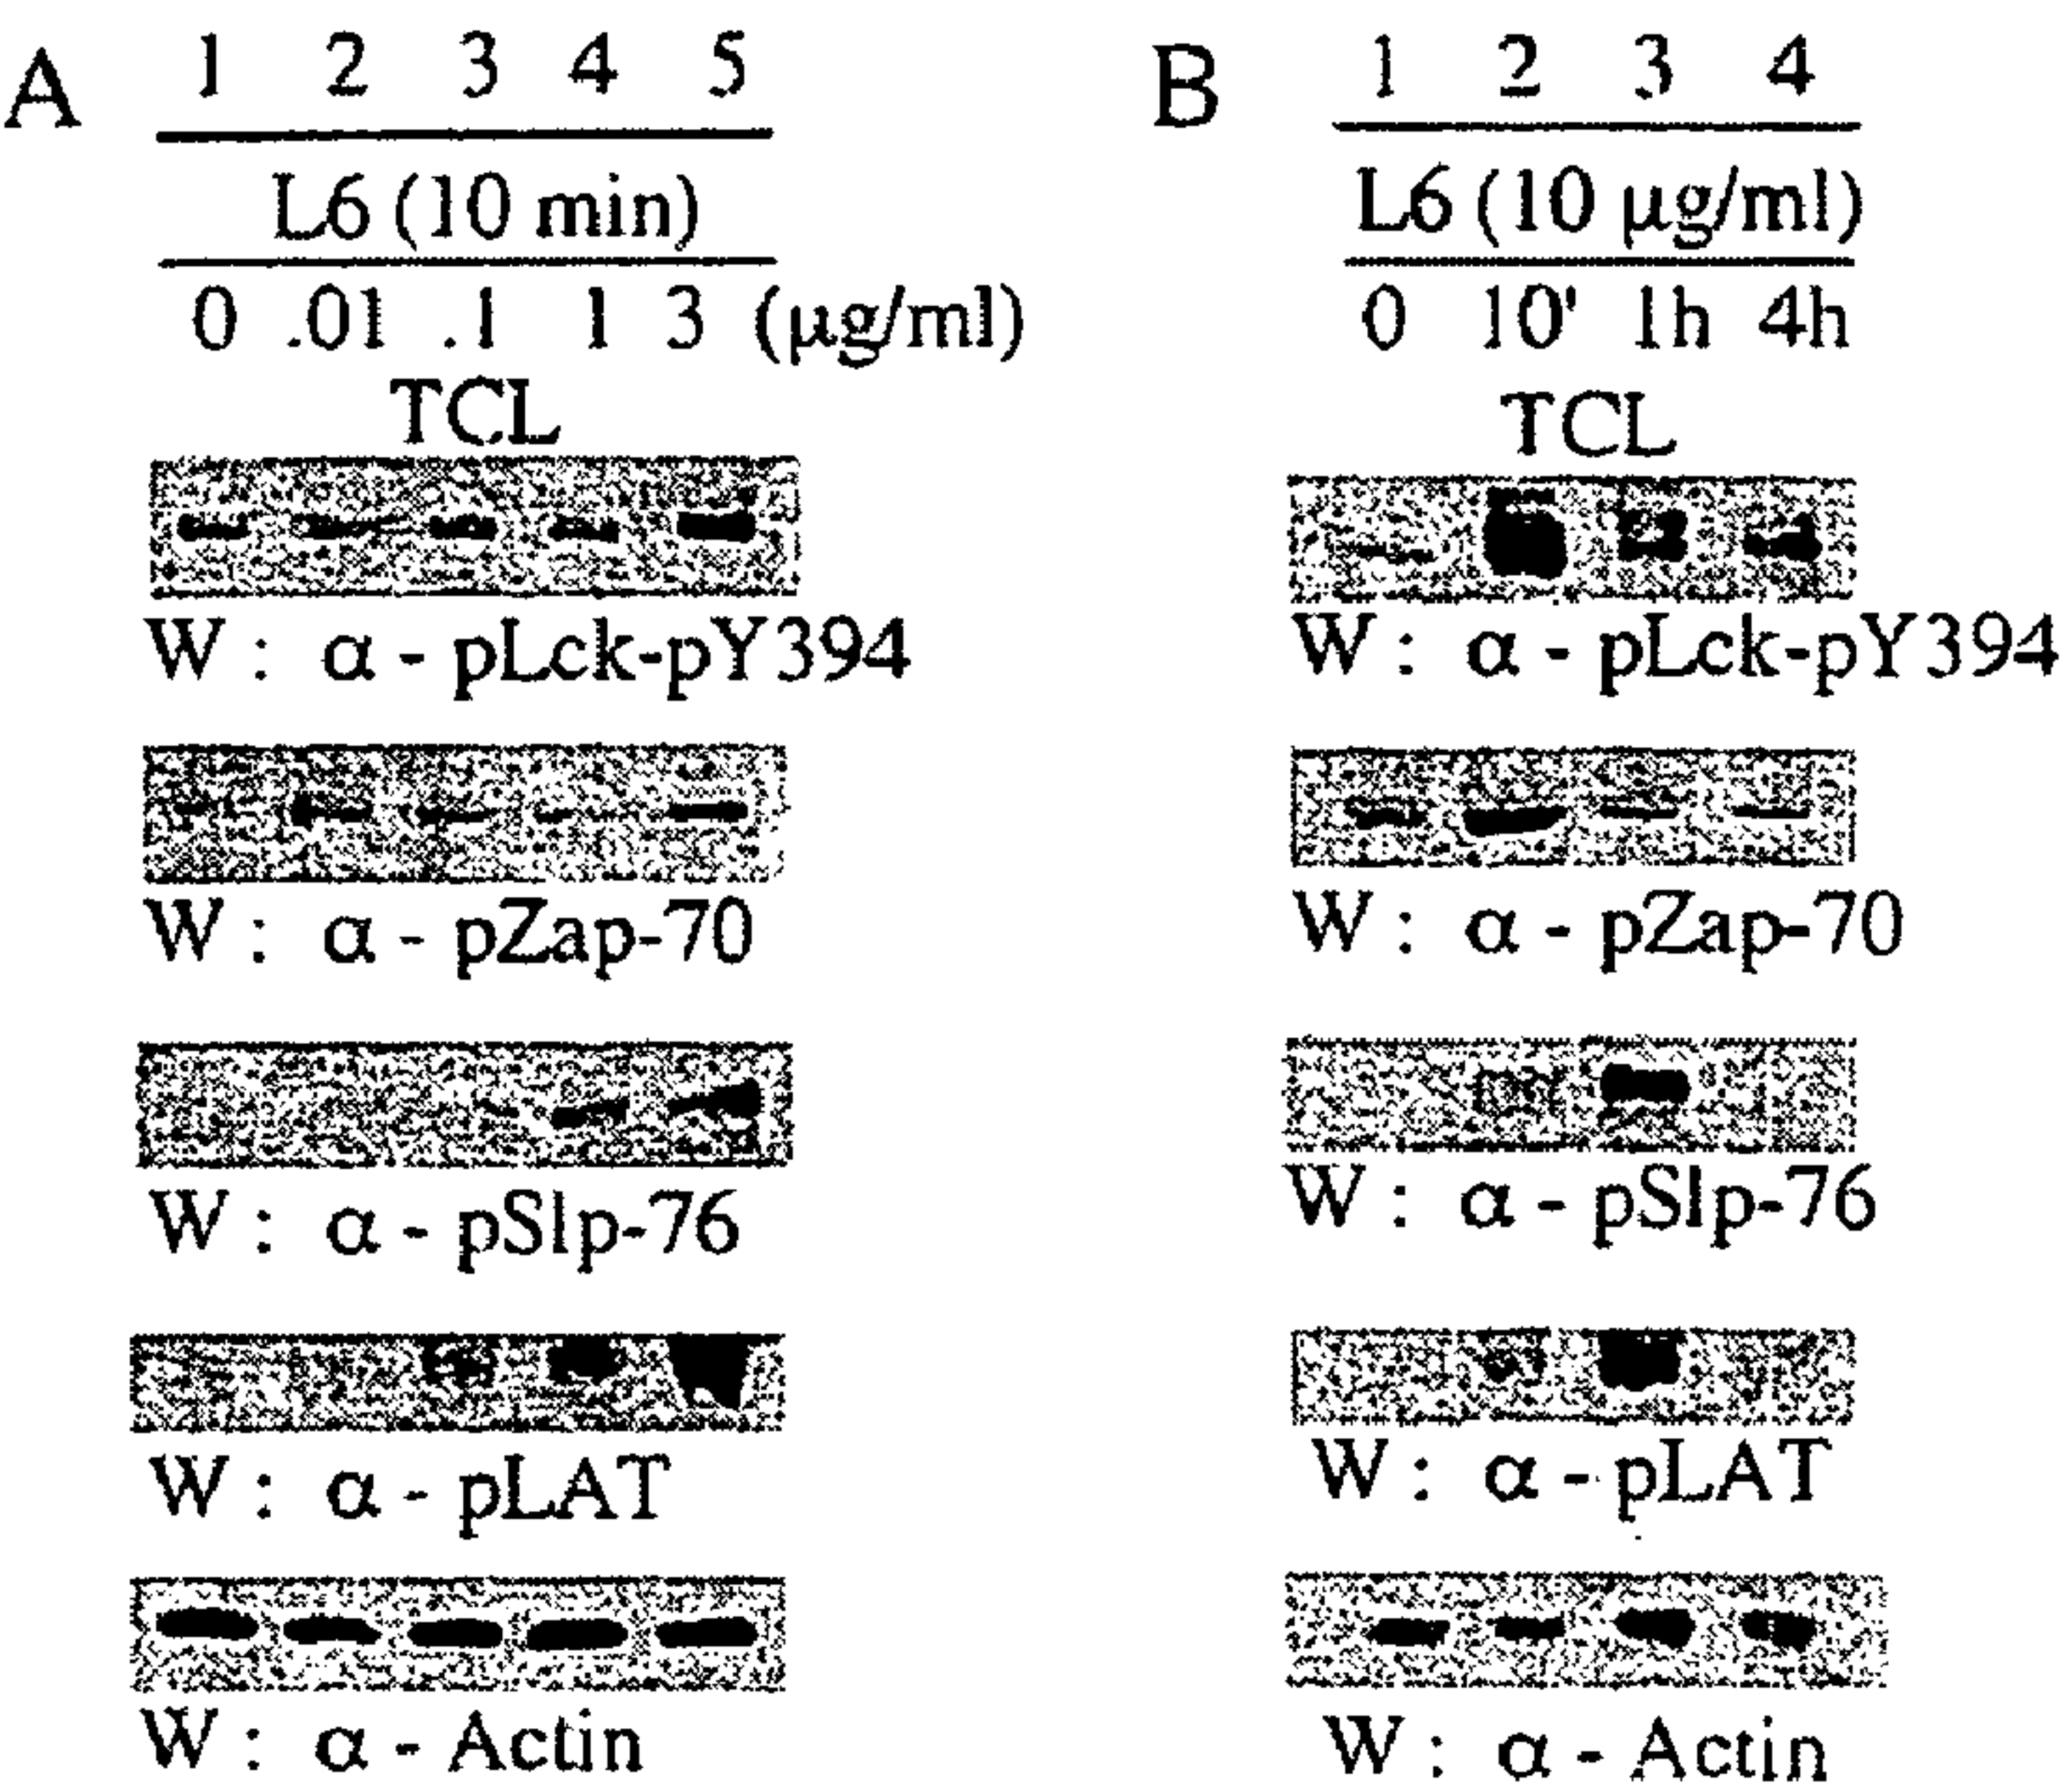 A 1 2 3 4 5
L6 (10 min)
0 .01 .1 1 3 (µg/ml)
TCL
W : α - pLck-pY394
W : α - pZap-70
W : α - pSlp-76
W : α - pLAT
W : α - Actin
B 1 2 3 4
L6 (10 µg/ml)
0 10' 1h 4h
TCL
W : α - pLck-pY394
W : α - pZap-70
W : α - pSlp-76
W : α - pLAT
W : α - Actin